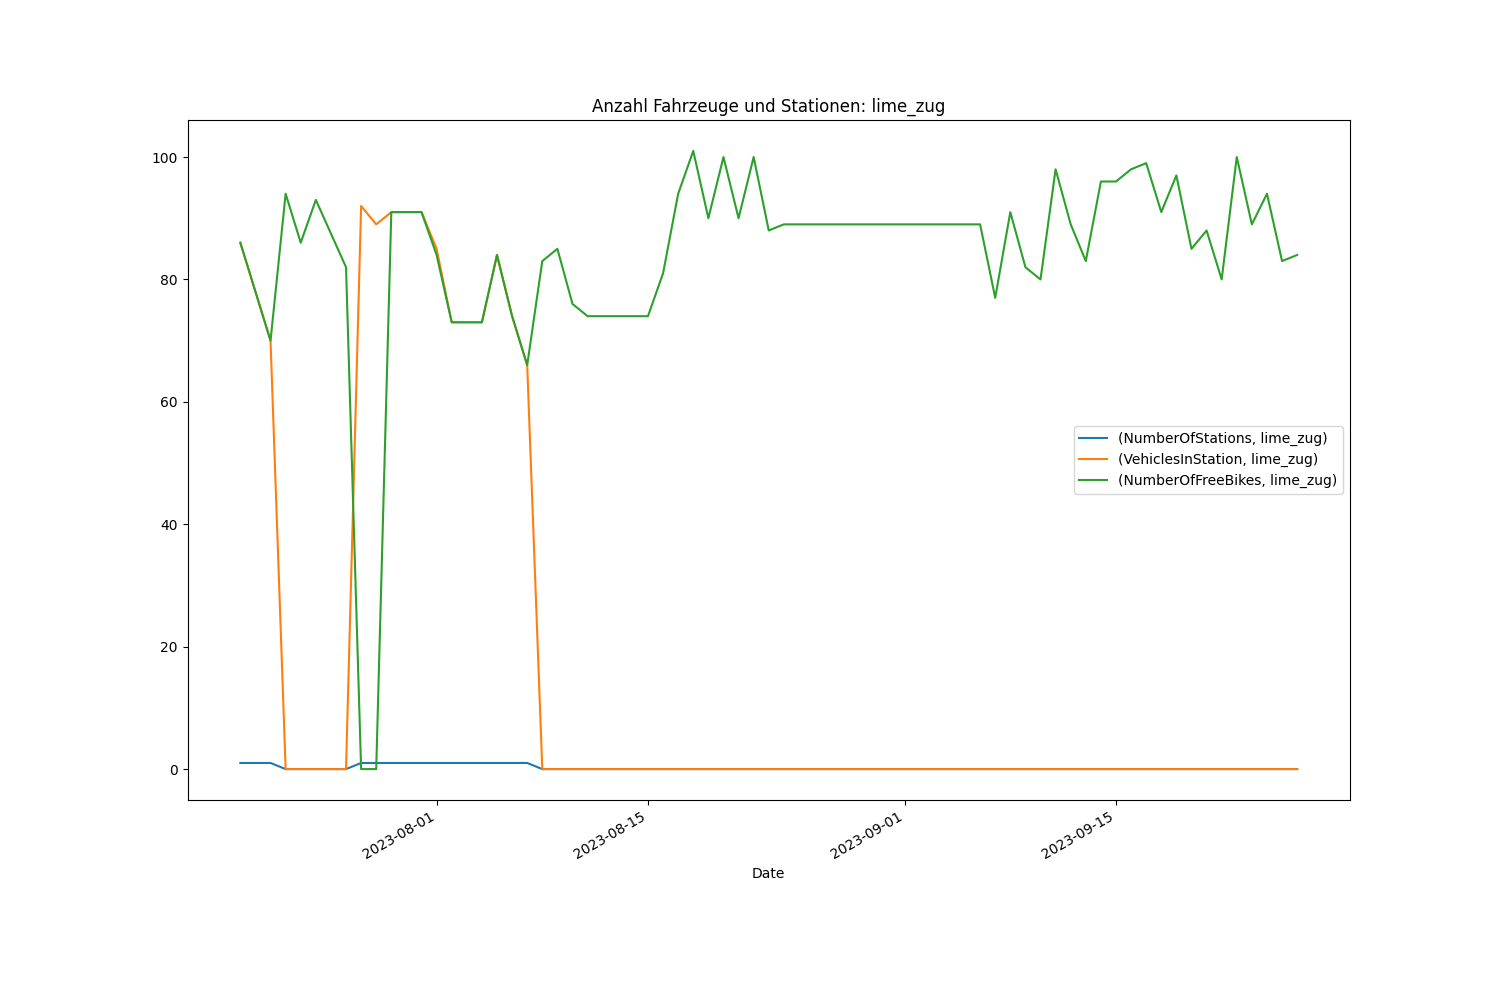 Anzahl Fahrzeuge und Stationen: lime_zug
100
80
60
40
20
0
(NumberOfStations, lime_zug)
(VehiclesInStation, lime_zug)
(NumberOfFreeBikes, lime_zug)
2023-08-01
2023-08-15
2023-09-01
2023-09-15
Date